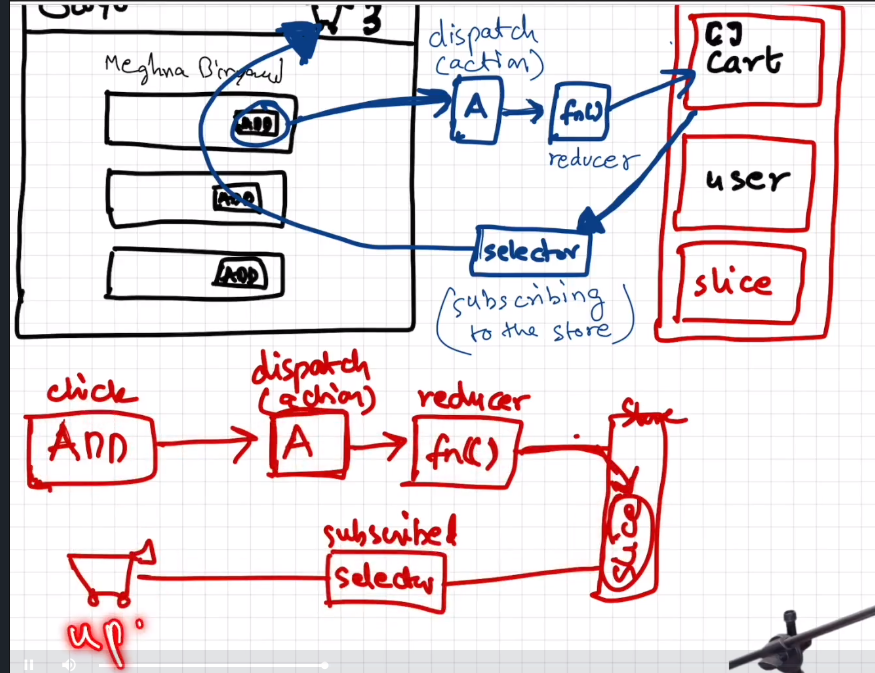 3
dispatch
(action)
Meghna Biryani
ADD
A
fn()
reducer
[]
cart
ADD
user
ADD
selector
(subscribing
to the store)
slice
click
dispatch
(action)
reducer
Store
ADD
A
fn()
slice
subscribed
selector
up